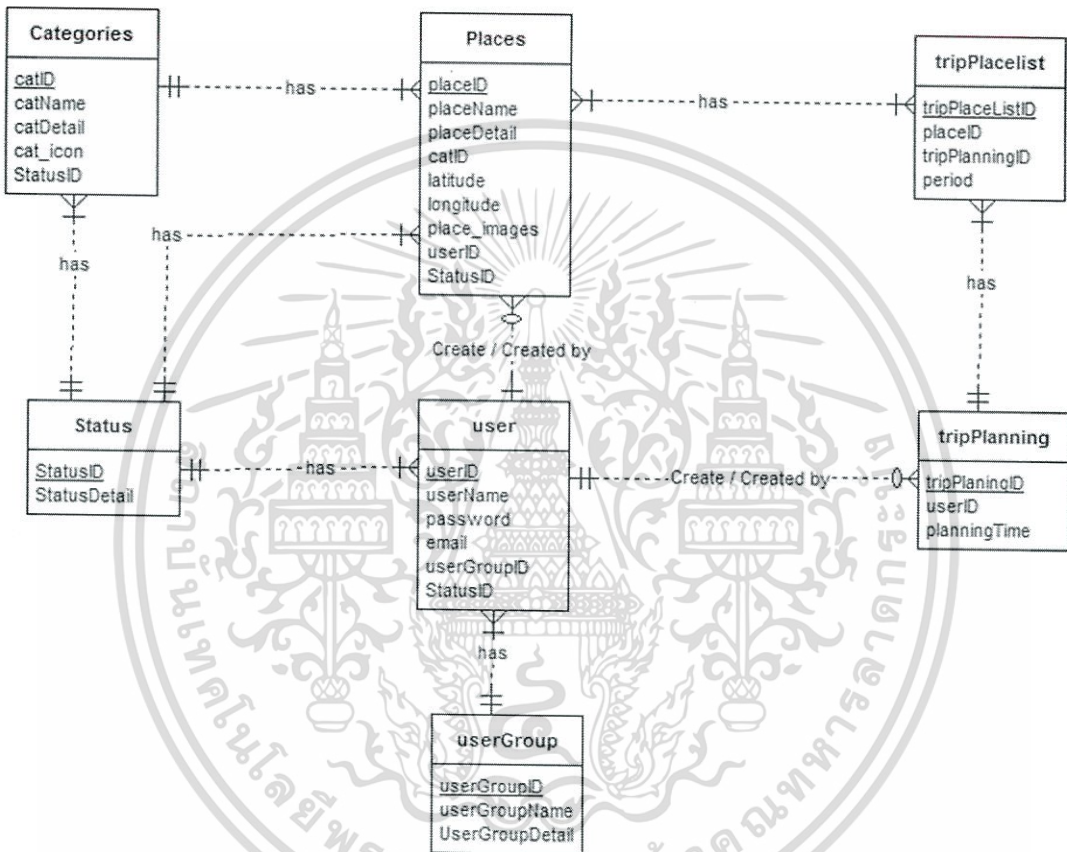 Categories
catID
catName
catDetail
cat_icon
StatusID
has
Places
placeID
placeName
placeDetail
catID
latitude
longitude
place_images
userID
StatusID
has
tripPlacelist
tripPlaceListID
placeID
tripPlanningID
period
has
has
has
Create / Created by
Status
StatusID
StatusDetail
has
user
userID
userName
password
email
userGroupID
StatusID
Create / Created by
tripPlanning
tripPlaningID
userID
planningTime
has
userGroup
userGroupID
userGroupName
UserGroupDetail